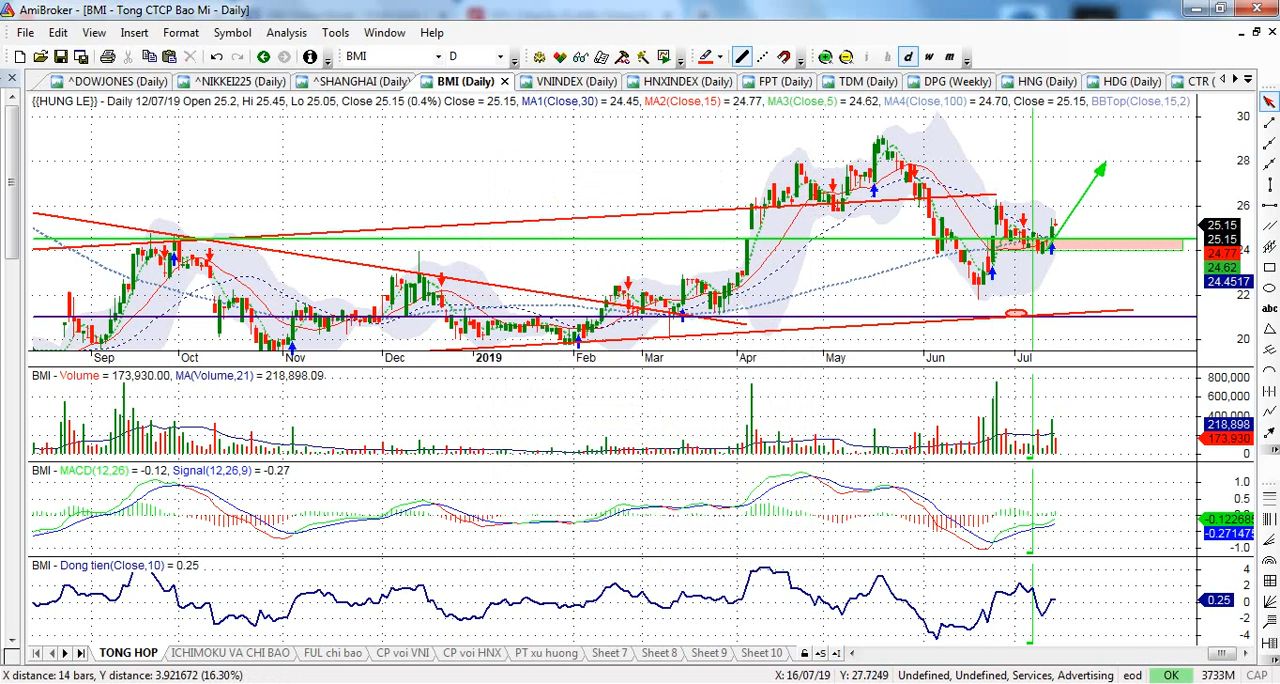 AmiBroker - [BMI - Tong CTCP Bao Mi - Daily]
File Edit View Insert Format Symbol Analysis Tools Window Help
BMI D i h d w m
^DOWJONES (Daily) ^NIKKEI225 (Daily) ^SHANGHAI (Daily) BMI (Daily) VNINDEX (Daily) HNXINDEX (Daily) FPT (Daily) TDM (Daily) DPG (Weekly) HNG (Daily) HDG (Daily) CTR (
{{HUNG LE}} - Daily 12/07/19 Open 25.2, Hi 25.45, Lo 25.05, Close 25.15 (0.4%) Close = 25.15, MA1(Close,30) = 24.45, MA2(Close,15) = 24.77, MA3(Close,5) = 24.62, MA4(Close,100) = 24.70, Close = 25.15, BBTop(Close,15,2)
30
28
26
25.15
25.15
24.77
24
24.62
24.4517
22
20
Sep Oct Nov Dec 2019 Feb Mar Apr May Jun Jul
abc
BMI - Volume = 173,930.00, MA(Volume,21) = 218,898.09
800,000
600,000
400,000
218,898
173,930
0
BMI - MACD(12,26) = -0.12, Signal(12,26,9) = -0.27
1.0
0.5
-0.122685
-0.271475
-1.0
BMI - Dong tien(Close,10) = 0.25
4
2
0.25
0
-2
-4
TONG HOP ICHIMOKU VA CHI BAO FUL Chi bao CP voi VNI CP voi HNX PT xu huong Sheet 7 Sheet 8 Sheet 9 Sheet 10
X distance: 14 bars, Y distance: 3.921672 (16.30%) X: 16/07/19 Y: 27.7249 Undefined, Undefined, Services, Advertising eod OK 3733M CAP